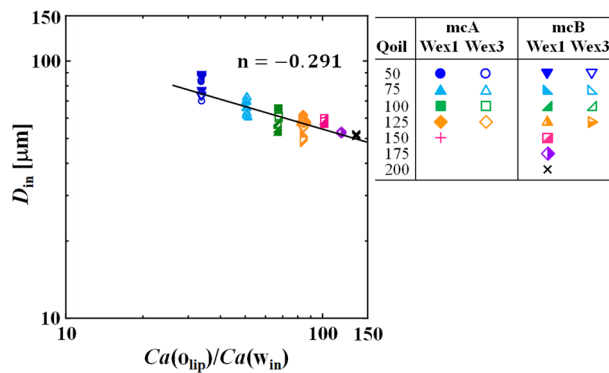 150
100
n = −0.291
D_in [μm]
10
10
100
150
Ca(o_lip)/Ca(w_in)
mcA mcB
Qoil Wex1 Wex3 Wex1 Wex3
50
75
100
125
150
175
200